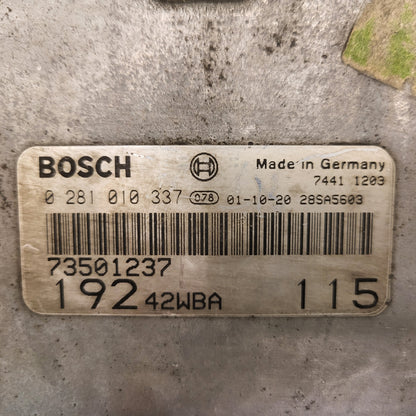 BOSCH Made in Germany
7441 1203
0 281 010 337 078 01-10-20 28SA5603
73501237
192 42WBA 115